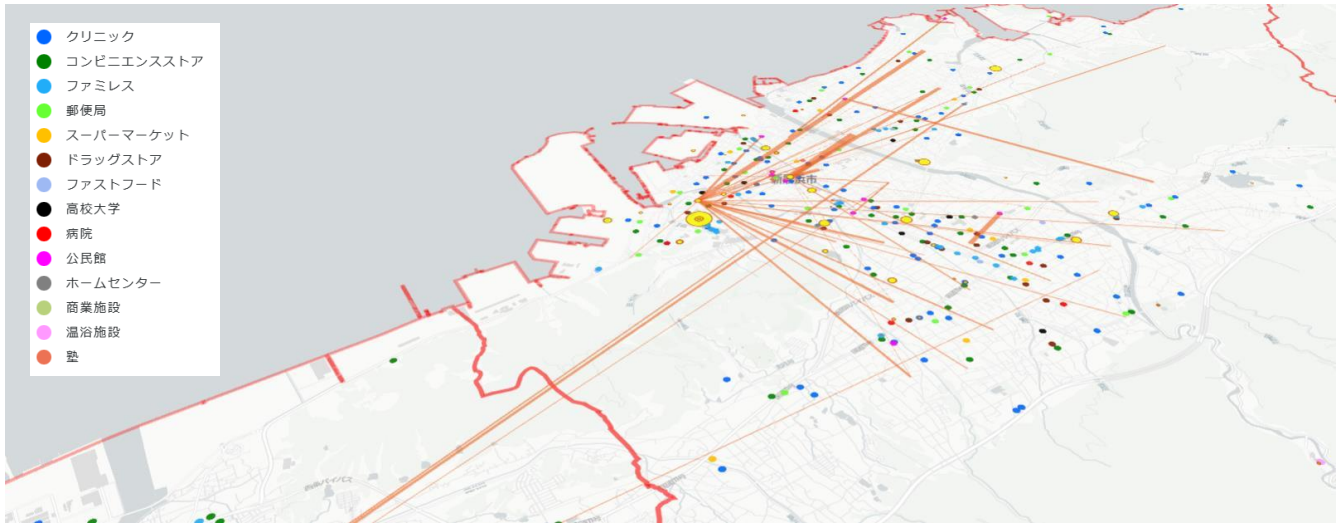 クリニック
コンビニエンスストア
ファミレス
郵便局
スーパーマーケット
ドラッグストア
ファストフード
高校大学
病院
公民館
ホームセンター
商業施設
温浴施設
塾